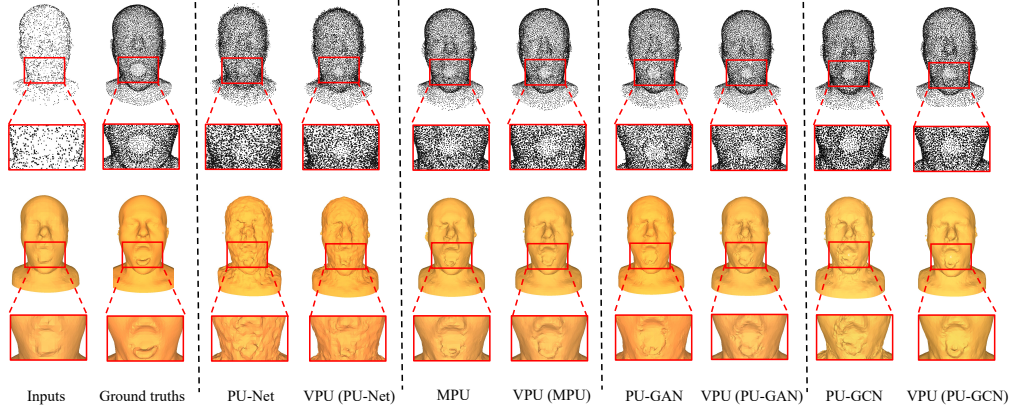 Inputs
Ground truths
PU-Net
VPU (PU-Net)
MPU
VPU (MPU)
PU-GAN
VPU (PU-GAN)
PU-GCN
VPU (PU-GCN)